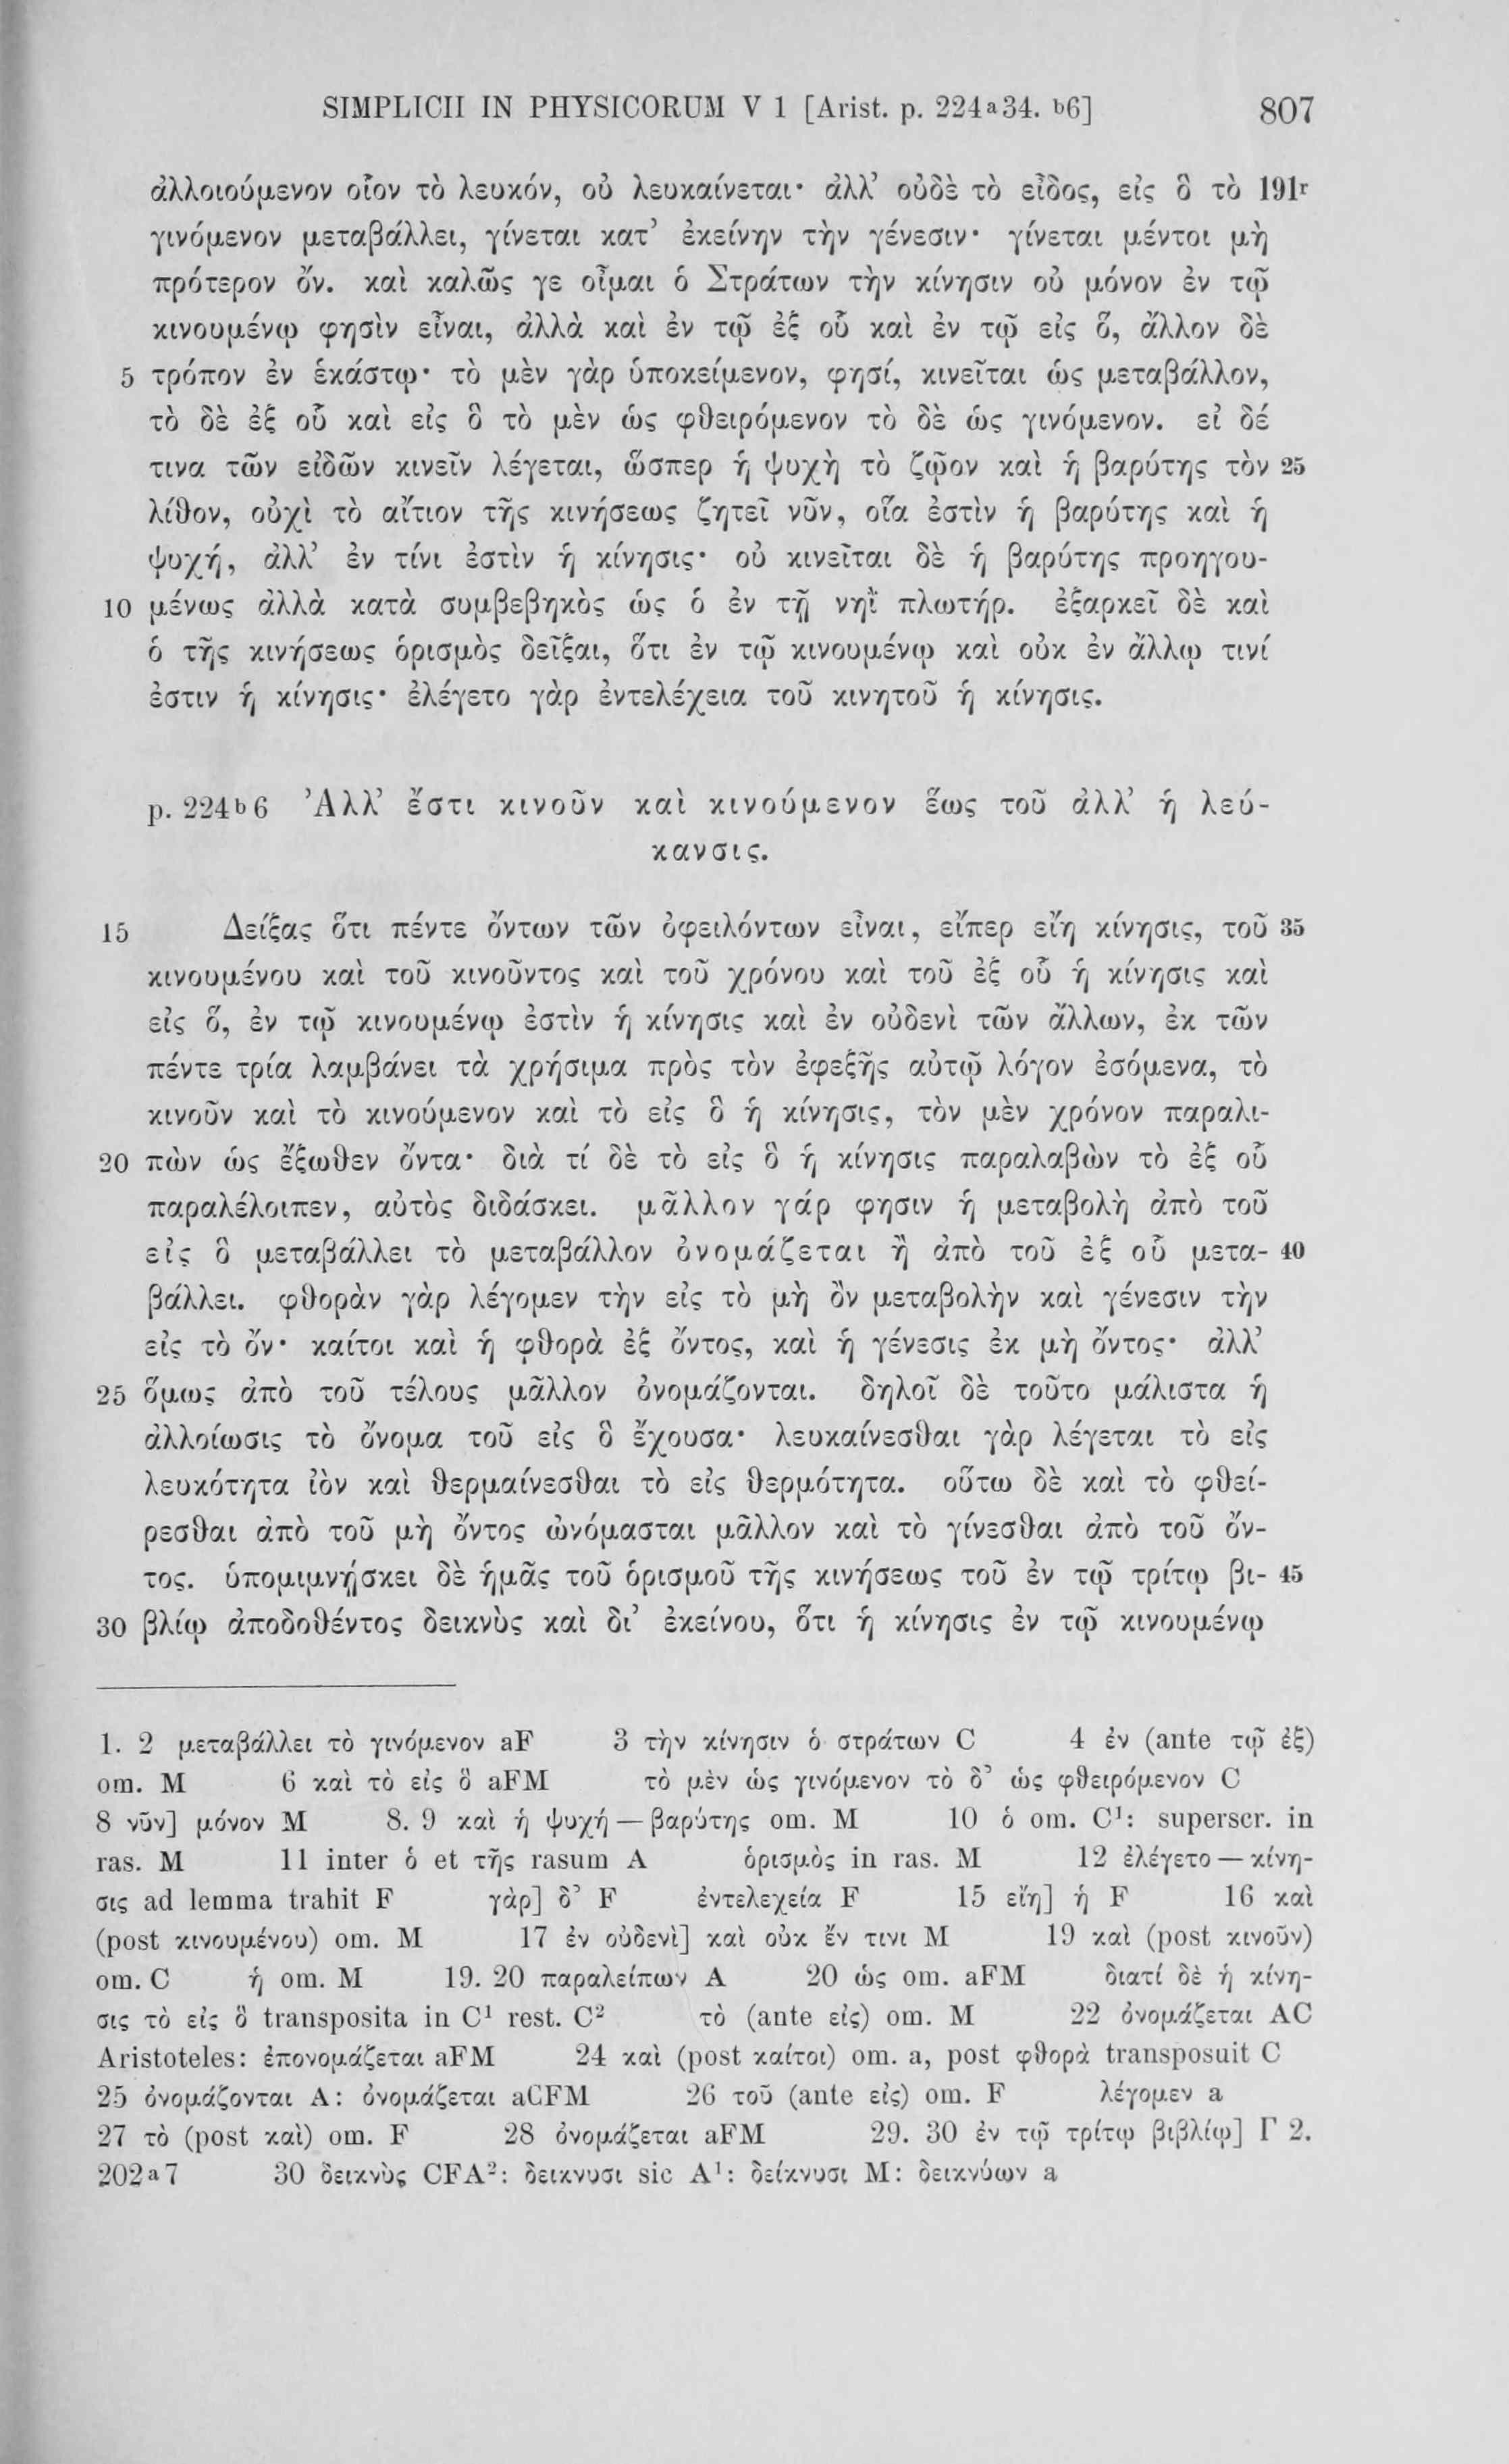 SIMPLICII IN PHYSICORUM V 1 [Arist. p. 224a34. b6] 807
ἀλλοιούμενον οἷον τὸ λευκόν, οὐ λευκαίνεται· ἀλλ’ οὐδὲ τὸ εἶδος, εἰς ὃ τὸ 191r
γινόμενον μεταβάλλει, γίνεται κατ’ ἐκείνην τὴν γένεσιν· γίνεται μέντοι μὴ
πρότερον ὄν. καὶ καλῶς γε οἶμαι ὁ Στράτων τὴν κίνησιν οὐ μόνον ἐν τῷ
κινουμένῳ φησὶν εἶναι, ἀλλὰ καὶ ἐν τῷ ἐξ οὗ καὶ ἐν τῷ εἰς ὅ, ἄλλον δὲ
5 τρόπον ἐν ἑκάστῳ· τὸ μὲν γὰρ ὑποκείμενον, φησί, κινεῖται ὡς μεταβάλλον,
τὸ δὲ ἐξ οὗ καὶ εἰς ὃ τὸ μὲν ὡς φθειρόμενον τὸ δὲ ὡς γινόμενον. εἰ δέ
τινα τῶν εἰδῶν κινεῖν λέγεται, ὥσπερ ἡ ψυχὴ τὸ ζῷον καὶ ἡ βαρύτης τὸν 25
λίθον, οὐχὶ τὸ αἴτιον τῆς κινήσεως ζητεῖ νῦν, οἵα ἐστὶν ἡ βαρύτης καὶ ἡ
ψυχή, ἀλλ’ ἐν τίνι ἐστὶν ἡ κίνησις· οὐ κινεῖται δὲ ἡ βαρύτης προηγου-
10 μένως ἀλλὰ κατὰ συμβεβηκὸς ὡς ὁ ἐν τῇ νηὶ πλωτήρ. ἐξαρκεῖ δὲ καὶ
ὁ τῆς κινήσεως ὁρισμὸς δεῖξαι, ὅτι ἐν τῷ κινουμένῳ καὶ οὐκ ἐν ἄλλῳ τινί
ἐστιν ἡ κίνησις· ἐλέγετο γὰρ ἐντελέχεια τοῦ κινητοῦ ἡ κίνησις.
p. 224b6 Ἀλλ’ ἔστι κινοῦν καὶ κινούμενον ἕως τοῦ ἀλλ’ ἡ λεύ-
κανσις.
15 Δείξας ὅτι πέντε ὄντων τῶν ὀφειλόντων εἶναι, εἴπερ εἴη κίνησις, τοῦ 35
κινουμένου καὶ τοῦ κινοῦντος καὶ τοῦ χρόνου καὶ τοῦ ἐξ οὗ ἡ κίνησις καὶ
εἰς ὅ, ἐν τῷ κινουμένῳ ἐστὶν ἡ κίνησις καὶ ἐν οὐδενὶ τῶν ἄλλων, ἐκ τῶν
πέντε τρία λαμβάνει τὰ χρήσιμα πρὸς τὸν ἐφεξῆς αὐτῷ λόγον ἐσόμενα, τὸ
κινοῦν καὶ τὸ κινούμενον καὶ τὸ εἰς ὃ ἡ κίνησις, τὸν μὲν χρόνον παραλι-
20 πὼν ὡς ἔξωθεν ὄντα· διὰ τί δὲ τὸ εἰς ὃ ἡ κίνησις παραλαβὼν τὸ ἐξ οὗ
παραλέλοιπεν, αὐτὸς διδάσκει. μᾶλλον γάρ φησιν ἡ μεταβολὴ ἀπὸ τοῦ
εἰς ὃ μεταβάλλει τὸ μεταβάλλον ὀνομάζεται ἢ ἀπὸ τοῦ ἐξ οὗ μετα- 40
βάλλει. φθορὰν γὰρ λέγομεν τὴν εἰς τὸ μὴ ὂν μεταβολὴν καὶ γένεσιν τὴν
εἰς τὸ ὄν· καίτοι καὶ ἡ φθορὰ ἐξ ὄντος, καὶ ἡ γένεσις ἐκ μὴ ὄντος· ἀλλ’
25 ὅμως ἀπὸ τοῦ τέλους μᾶλλον ὀνομάζονται. δηλοῖ δὲ τοῦτο μάλιστα ἡ
ἀλλοίωσις τὸ ὄνομα τοῦ εἰς ὃ ἔχουσα· λευκαίνεσθαι γὰρ λέγεται τὸ εἰς
λευκότητα ἰὸν καὶ θερμαίνεσθαι τὸ εἰς θερμότητα. οὕτω δὲ καὶ τὸ φθεί-
ρεσθαι ἀπὸ τοῦ μὴ ὄντος ὠνόμασται μᾶλλον καὶ τὸ γίνεσθαι ἀπὸ τοῦ ὄν-
τος. ὑπομιμνῄσκει δὲ ἡμᾶς τοῦ ὁρισμοῦ τῆς κινήσεως τοῦ ἐν τῷ τρίτῳ βι- 45
30 βλίῳ ἀποδοθέντος δεικνὺς καὶ δι’ ἐκείνου, ὅτι ἡ κίνησις ἐν τῷ κινουμένῳ
1. 2 μεταβάλλει τὸ γινόμενον aF 3 τὴν κίνησιν ὁ στράτων C 4 ἐν (ante τῷ ἐξ)
om. M 6 καὶ τὸ εἰς ὃ aFM τὸ μὲν ὡς γινόμενον τὸ δ’ ὡς φθειρόμενον C
8 νῦν] μόνον M 8. 9 καὶ ἡ ψυχή — βαρύτης om. M 10 ὁ om. C¹: superscr. in
ras. M 11 inter ὁ et τῆς rasum A ὁρισμὸς in ras. M 12 ἐλέγετο — κίνη-
σις ad lemma trahit F γὰρ] δ’ F ἐντελεχεία F 15 εἴη] ἡ F 16 καὶ
(post κινουμένου) om. M 17 ἐν οὐδενὶ] καὶ οὐκ ἔν τινι M 19 καὶ (post κινοῦν)
om. C ἡ om. M 19. 20 παραλείπων A 20 ὡς om. aFM διατί δὲ ἡ κίνη-
σις τὸ εἰς ὃ transposita in C¹ rest. C² τὸ (ante εἰς) om. M 22 ὀνομάζεται AC
Aristoteles: ἐπονομάζεται aFM 24 καὶ (post καίτοι) om. a, post φθορὰ transposuit C
25 ὀνομάζονται A: ὀνομάζεται aCFM 26 τοῦ (ante εἰς) om. F λέγομεν a
27 τὸ (post καὶ) om. F 28 ὀνομάζεται aFM 29. 30 ἐν τῷ τρίτῳ βιβλίῳ] Γ 2.
202a7 30 δεικνὺς CFA²: δεικνυσι sic A¹: δείκνυσι M: δεικνύων a